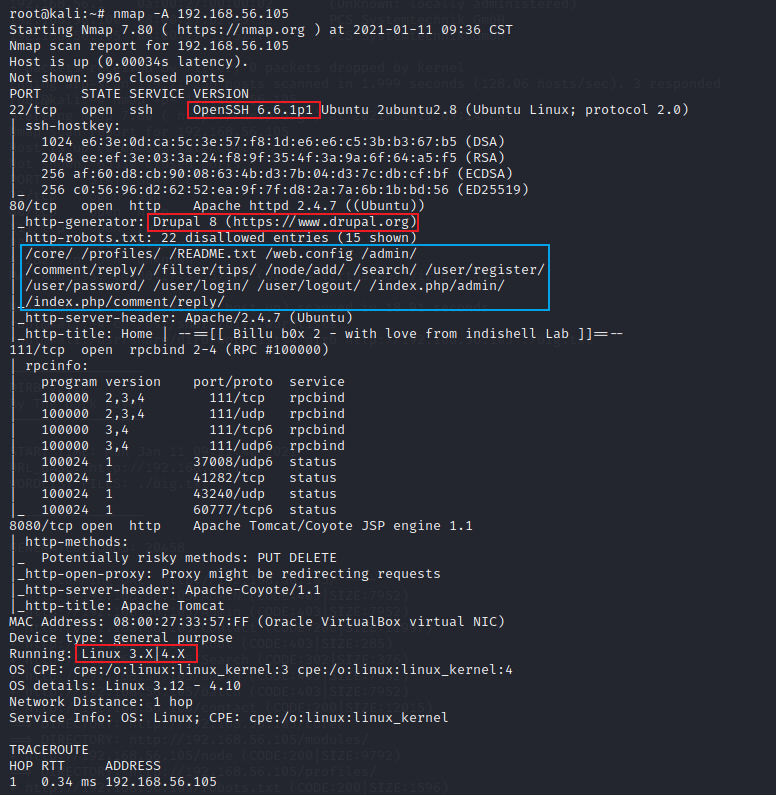 root@kali:~# nmap -A 192.168.56.105
Starting Nmap 7.80 ( https://nmap.org ) at 2021-01-11 09:36 CST
Nmap scan report for 192.168.56.105
Host is up (0.00034s latency).
Not shown: 996 closed ports
PORT     STATE SERVICE VERSION
22/tcp   open  ssh     OpenSSH 6.6.1p1 Ubuntu 2ubuntu2.8 (Ubuntu Linux; protocol 2.0)
| ssh-hostkey:
|   1024 e6:3e:0d:ca:5c:3e:57:f8:1d:e6:e6:c5:3b:b3:67:b5 (DSA)
|   2048 ee:ef:3e:03:3a:24:f8:9f:35:4f:3a:9a:6f:64:a5:f5 (RSA)
|   256 af:60:d8:cb:90:08:63:4b:d3:7b:04:d3:7c:db:cf:bf (ECDSA)
|_  256 c0:56:96:d2:62:52:ea:9f:7f:d8:2a:7a:6b:1b:bd:56 (ED25519)
80/tcp   open  http    Apache httpd 2.4.7 ((Ubuntu))
|_http-generator: Drupal 8 (https://www.drupal.org)
| http-robots.txt: 22 disallowed entries (15 shown)
| /core/ /profiles/ /README.txt /web.config /admin/
| /comment/reply/ /filter/tips/ /node/add/ /search/ /user/register/
| /user/password/ /user/login/ /user/logout/ /index.php/admin/
|_/index.php/comment/reply/
|_http-server-header: Apache/2.4.7 (Ubuntu)
|_http-title: Home | --==[[ Billu b0x 2 - with love from indishell Lab ]]==--
111/tcp  open  rpcbind 2-4 (RPC #100000)
| rpcinfo:
|   program version    port/proto  service
|   100000  2,3,4        111/tcp   rpcbind
|   100000  2,3,4        111/udp   rpcbind
|   100000  3,4          111/tcp6  rpcbind
|   100000  3,4          111/udp6  rpcbind
|   100024  1          37008/udp6  status
|   100024  1          41282/tcp   status
|   100024  1          43240/udp   status
|_  100024  1          60777/tcp6  status
8080/tcp open  http    Apache Tomcat/Coyote JSP engine 1.1
| http-methods:
|_  Potentially risky methods: PUT DELETE
|_http-open-proxy: Proxy might be redirecting requests
|_http-server-header: Apache-Coyote/1.1
|_http-title: Apache Tomcat
MAC Address: 08:00:27:33:57:FF (Oracle VirtualBox virtual NIC)
Device type: general purpose
Running: Linux 3.X|4.X
OS CPE: cpe:/o:linux:linux_kernel:3 cpe:/o:linux:linux_kernel:4
OS details: Linux 3.12 - 4.10
Network Distance: 1 hop
Service Info: OS: Linux; CPE: cpe:/o:linux:linux_kernel
TRACEROUTE
HOP RTT     ADDRESS
1   0.34 ms 192.168.56.105